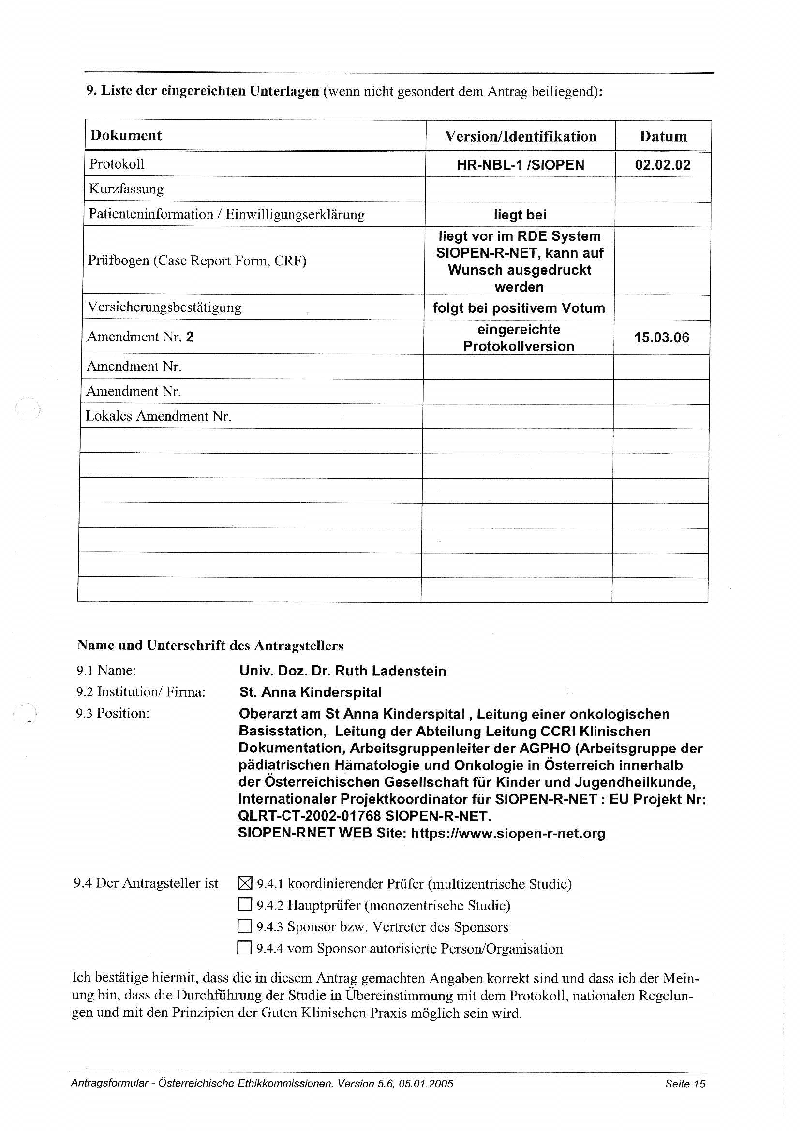 9. Liste der eingereichten Unterlagen (wenn nicht gesondert dem Antrag beiliegend):
Dokument Version/Identifikation Datum
Protokoll HR-NBL-1 /SIOPEN 02.02.02
Kurzfassung
Patienteninformation / Einwilligungserklärung liegt bei
Prüfbogen (Case Report Form, CRF) liegt vor im RDE System
SIOPEN-R-NET, kann auf
Wunsch ausgedruckt
werden
Versicherungsbestätigung folgt bei positivem Votum
Amendment Nr. 2 eingereichte
Protokollversion 15.03.06
Amendment Nr.
Amendment Nr.
Lokales Amendment Nr.
Name und Unterschrift des Antragstellers
9.1 Name: Univ. Doz. Dr. Ruth Ladenstein
9.2 Institution/ Firma: St. Anna Kinderspital
9.3 Position: Oberarzt am St Anna Kinderspital , Leitung einer onkologischen
Basisstation, Leitung der Abteilung Leitung CCRI Klinischen
Dokumentation, Arbeitsgruppenleiter der AGPHO (Arbeitsgruppe der
pädiatrischen Hämatologie und Onkologie in Österreich innerhalb
der Österreichischen Gesellschaft für Kinder und Jugendheilkunde,
Internationaler Projektkoordinator für SIOPEN-R-NET : EU Projekt Nr:
QLRT-CT-2002-01768 SIOPEN-R-NET.
SIOPEN-RNET WEB Site: https://www.siopen-r-net.org
9.4 Der Antragsteller ist ☒ 9.4.1 koordinierender Prüfer (multizentrische Studie)
☐ 9.4.2 Hauptprüfer (monozentrische Studie)
☐ 9.4.3 Sponsor bzw. Vertreter des Sponsors
☐ 9.4.4 vom Sponsor autorisierte Person/Organisation
Ich bestätige hiermit, dass die in diesem Antrag gemachten Angaben korrekt sind und dass ich der Mein-
ung bin, dass die Durchführung der Studie in Übereinstimmung mit dem Protokoll, nationalen Regelun-
gen und mit den Prinzipien der Guten Klinischen Praxis möglich sein wird.
Antragsformular - Österreichische Ethikkommissionen, Version 5.6, 05.01.2005 Seite 15